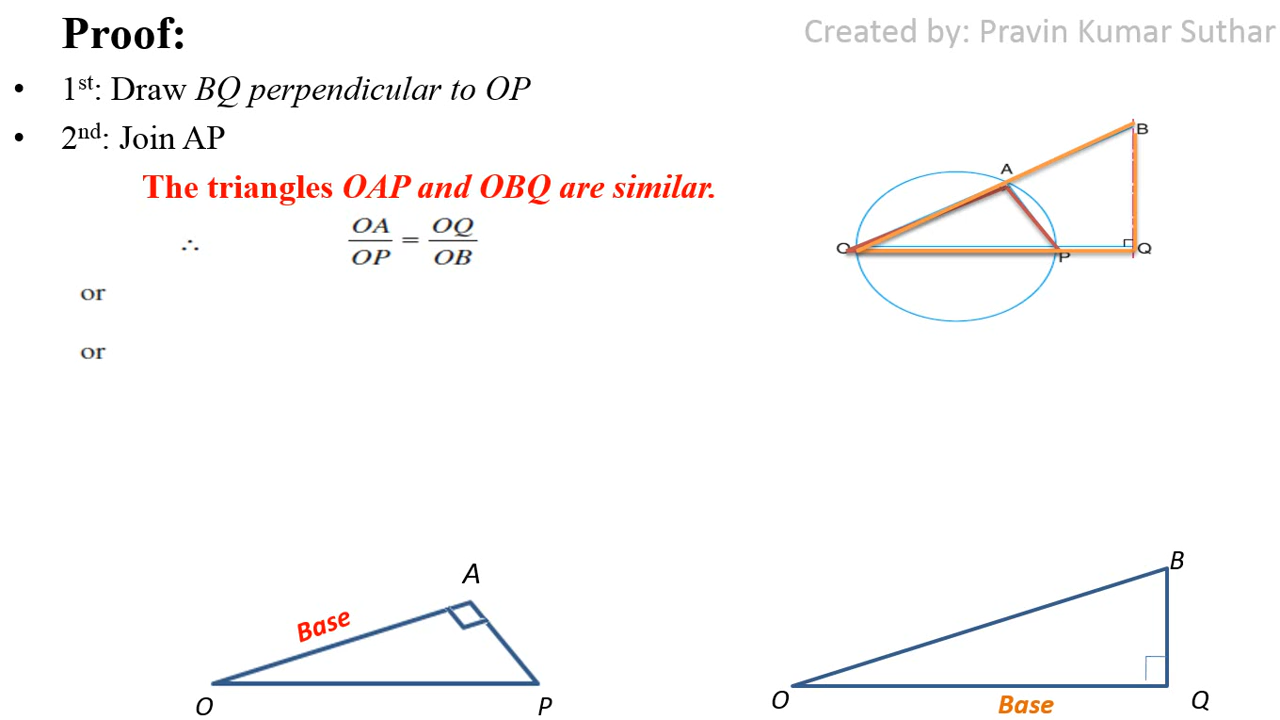 Proof:
Created by: Pravin Kumar Suthar
• 1st: Draw BQ perpendicular to OP
• 2nd: Join AP
The triangles OAP and OBQ are similar.
∴ OA/OP = OQ/OB
or
or
B
A
O
P
Q
A
Base
O
P
B
O
Base
Q